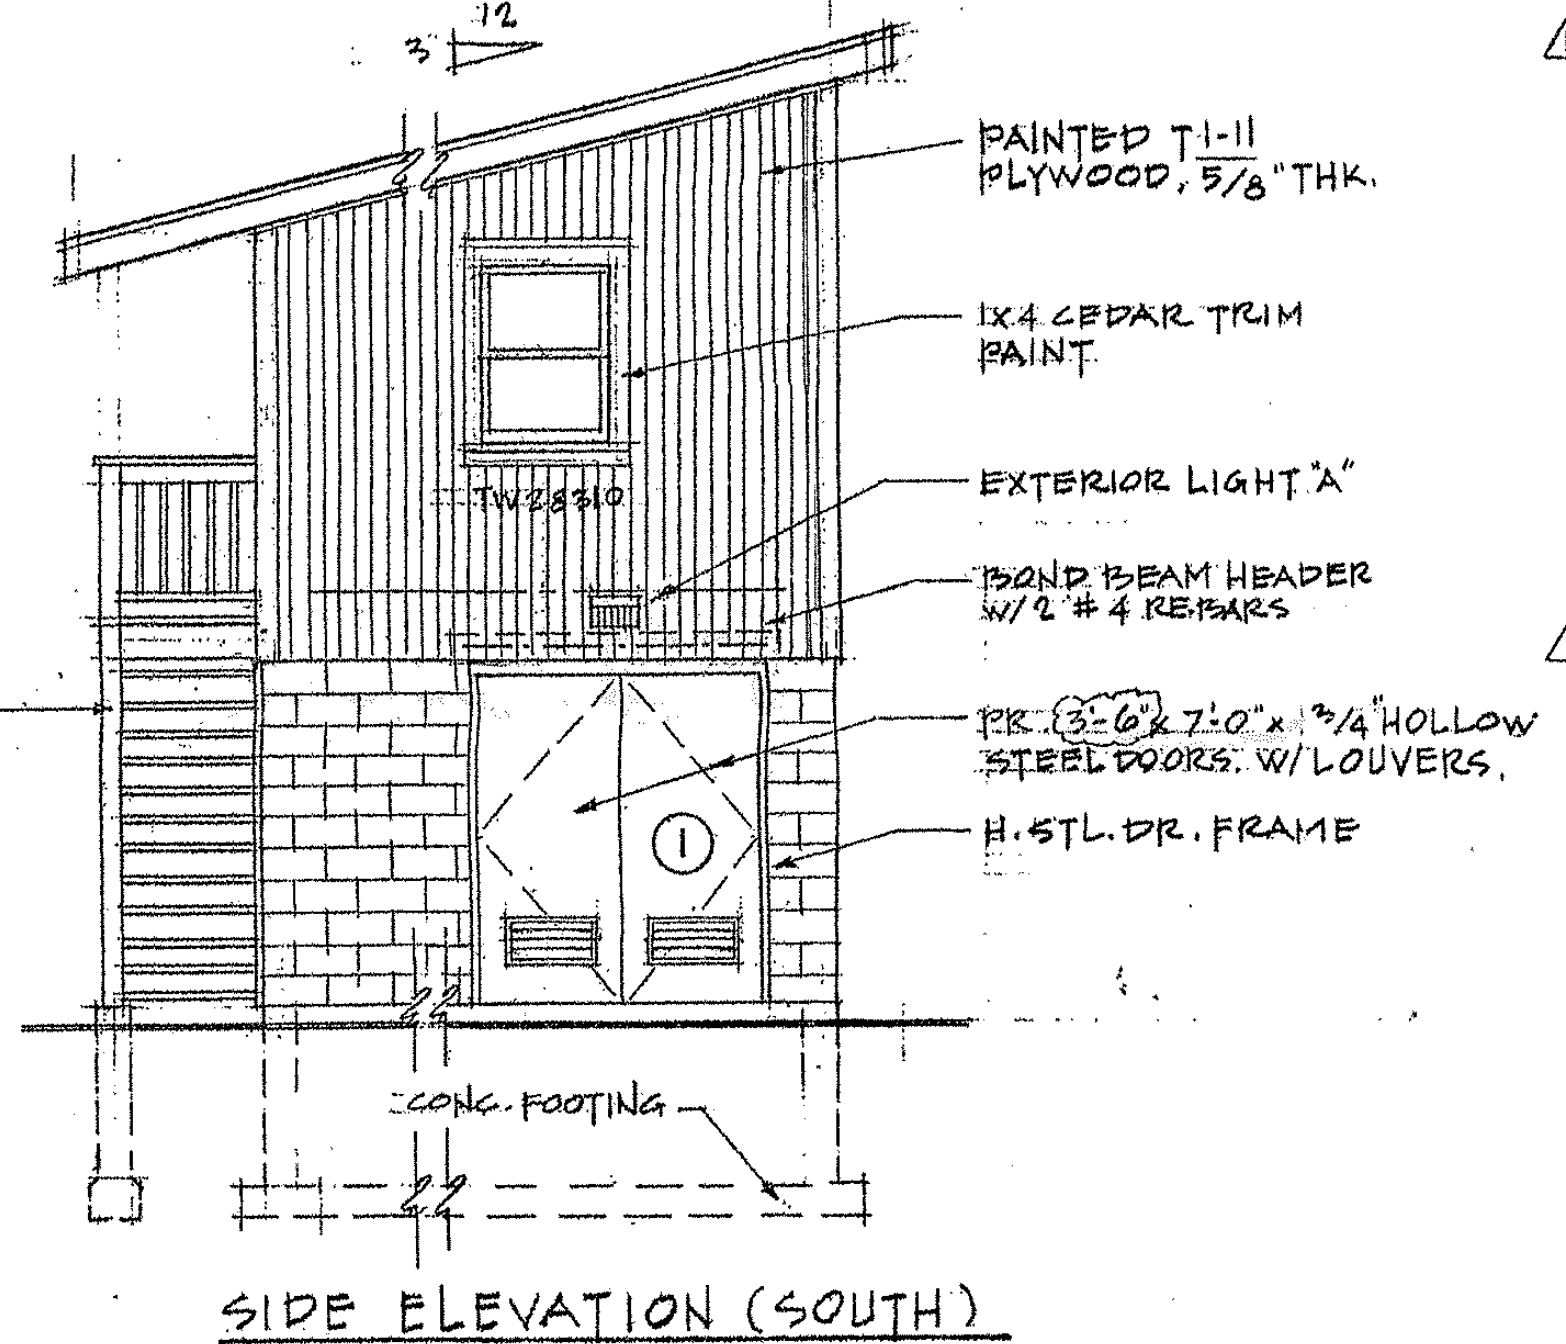 12
3"
PAINTED T1-11
PLYWOOD, 5/8" THK.
1X4 CEDAR TRIM
PAINT
EXTERIOR LIGHT "A"
TW28310
BOND BEAM HEADER
W/2 #4 REBARS
PR. 3'-6" x 7'-0" x 1 3/4" HOLLOW
STEEL DOORS. W/ LOUVERS.
1
H. STL. DR. FRAME
CONC. FOOTING
SIDE ELEVATION (SOUTH)